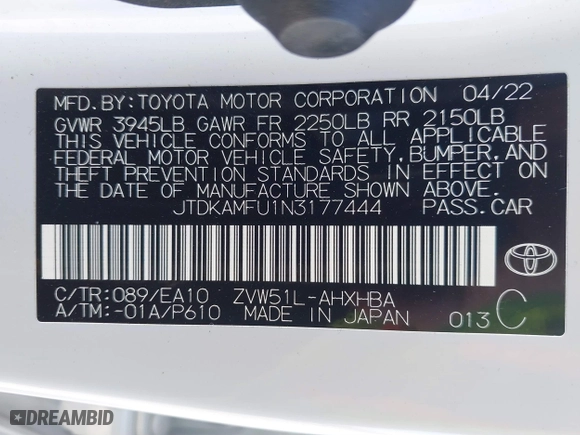 MFD. BY: TOYOTA MOTOR CORPORATION 04/22
GVWR 3945LB GAWR FR 2250LB RR 2150LB
THIS VEHICLE CONFORMS TO ALL APPLICABLE
FEDERAL MOTOR VEHICLE SAFETY, BUMPER, AND
THEFT PREVENTION STANDARDS IN EFFECT ON
THE DATE OF MANUFACTURE SHOWN ABOVE.
JTDKAMFU1N3177444 PASS. CAR
C/TR: 089/EA10 ZVW51L-AHXHBA
A/TM: -01A/P610 MADE IN JAPAN 013 C
DREAMBID